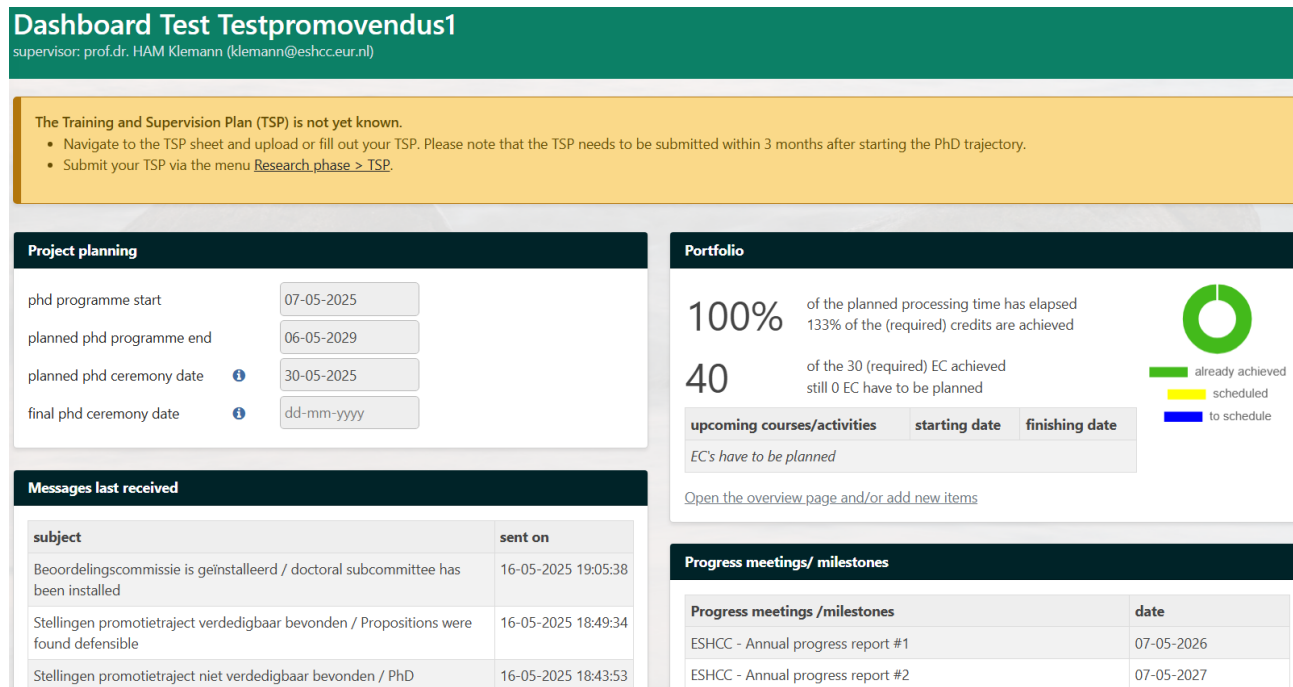 Dashboard Test Testpromovendus1
supervisor: prof.dr. HAM Klemann (klemann@eshcc.eur.nl)
The Training and Supervision Plan (TSP) is not yet known.
• Navigate to the TSP sheet and upload or fill out your TSP. Please note that the TSP needs to be submitted within 3 months after starting the PhD trajectory.
• Submit your TSP via the menu Research phase > TSP.
Project planning
phd programme start 07-05-2025
planned phd programme end 06-05-2029
planned phd ceremony date 30-05-2025
final phd ceremony date dd-mm-yyyy
Messages last received
subject sent on
Beoordelingscommissie is geïnstalleerd / doctoral subcommittee has
been installed
16-05-2025 19:05:38
Stellingen promotietraject verdedigbaar bevonden / Propositions were
found defensible
16-05-2025 18:49:34
Stellingen promotietraject niet verdedigbaar bevonden / PhD 16-05-2025 18:43:53
Portfolio
100%
of the planned processing time has elapsed
133% of the (required) credits are achieved
40
of the 30 (required) EC achieved
still 0 EC have to be planned
already achieved
scheduled
to schedule
upcoming courses/activities starting date finishing date
EC's have to be planned
Open the overview page and/or add new items
Progress meetings/ milestones
Progress meetings /milestones date
ESHCC - Annual progress report #1 07-05-2026
ESHCC - Annual progress report #2 07-05-2027